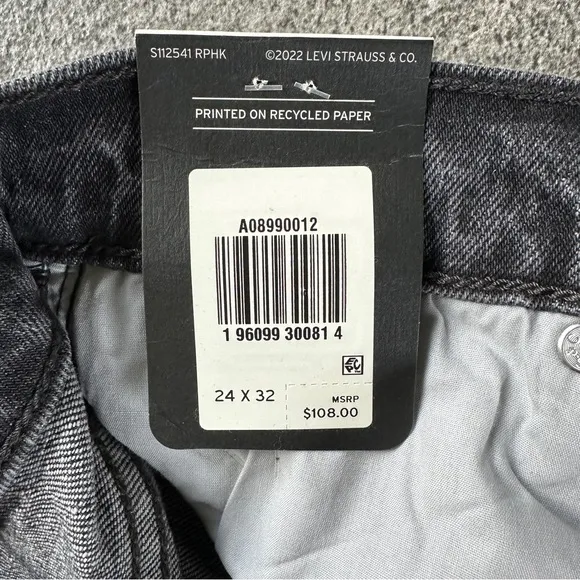 S112541 RPHK ©2022 LEVI STRAUSS & CO.
PRINTED ON RECYCLED PAPER
A08990012
1 96099 30081 4
24 X 32
MSRP
$108.00